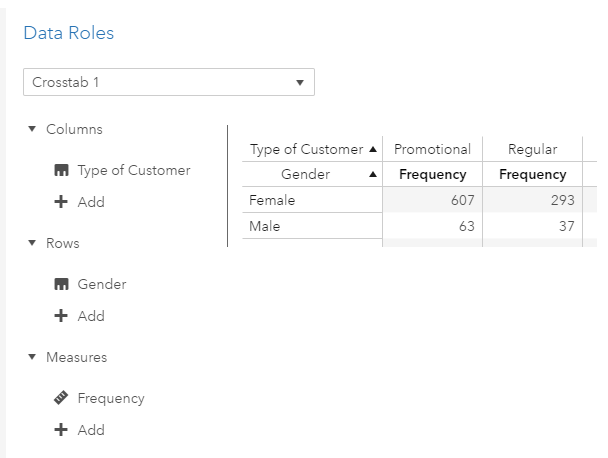 Data Roles
Crosstab 1
Columns
Type of Customer
Add
Rows
Gender
Add
Measures
Frequency
Add
Type of Customer Promotional Regular
Gender Frequency Frequency
Female 607 293
Male 63 37